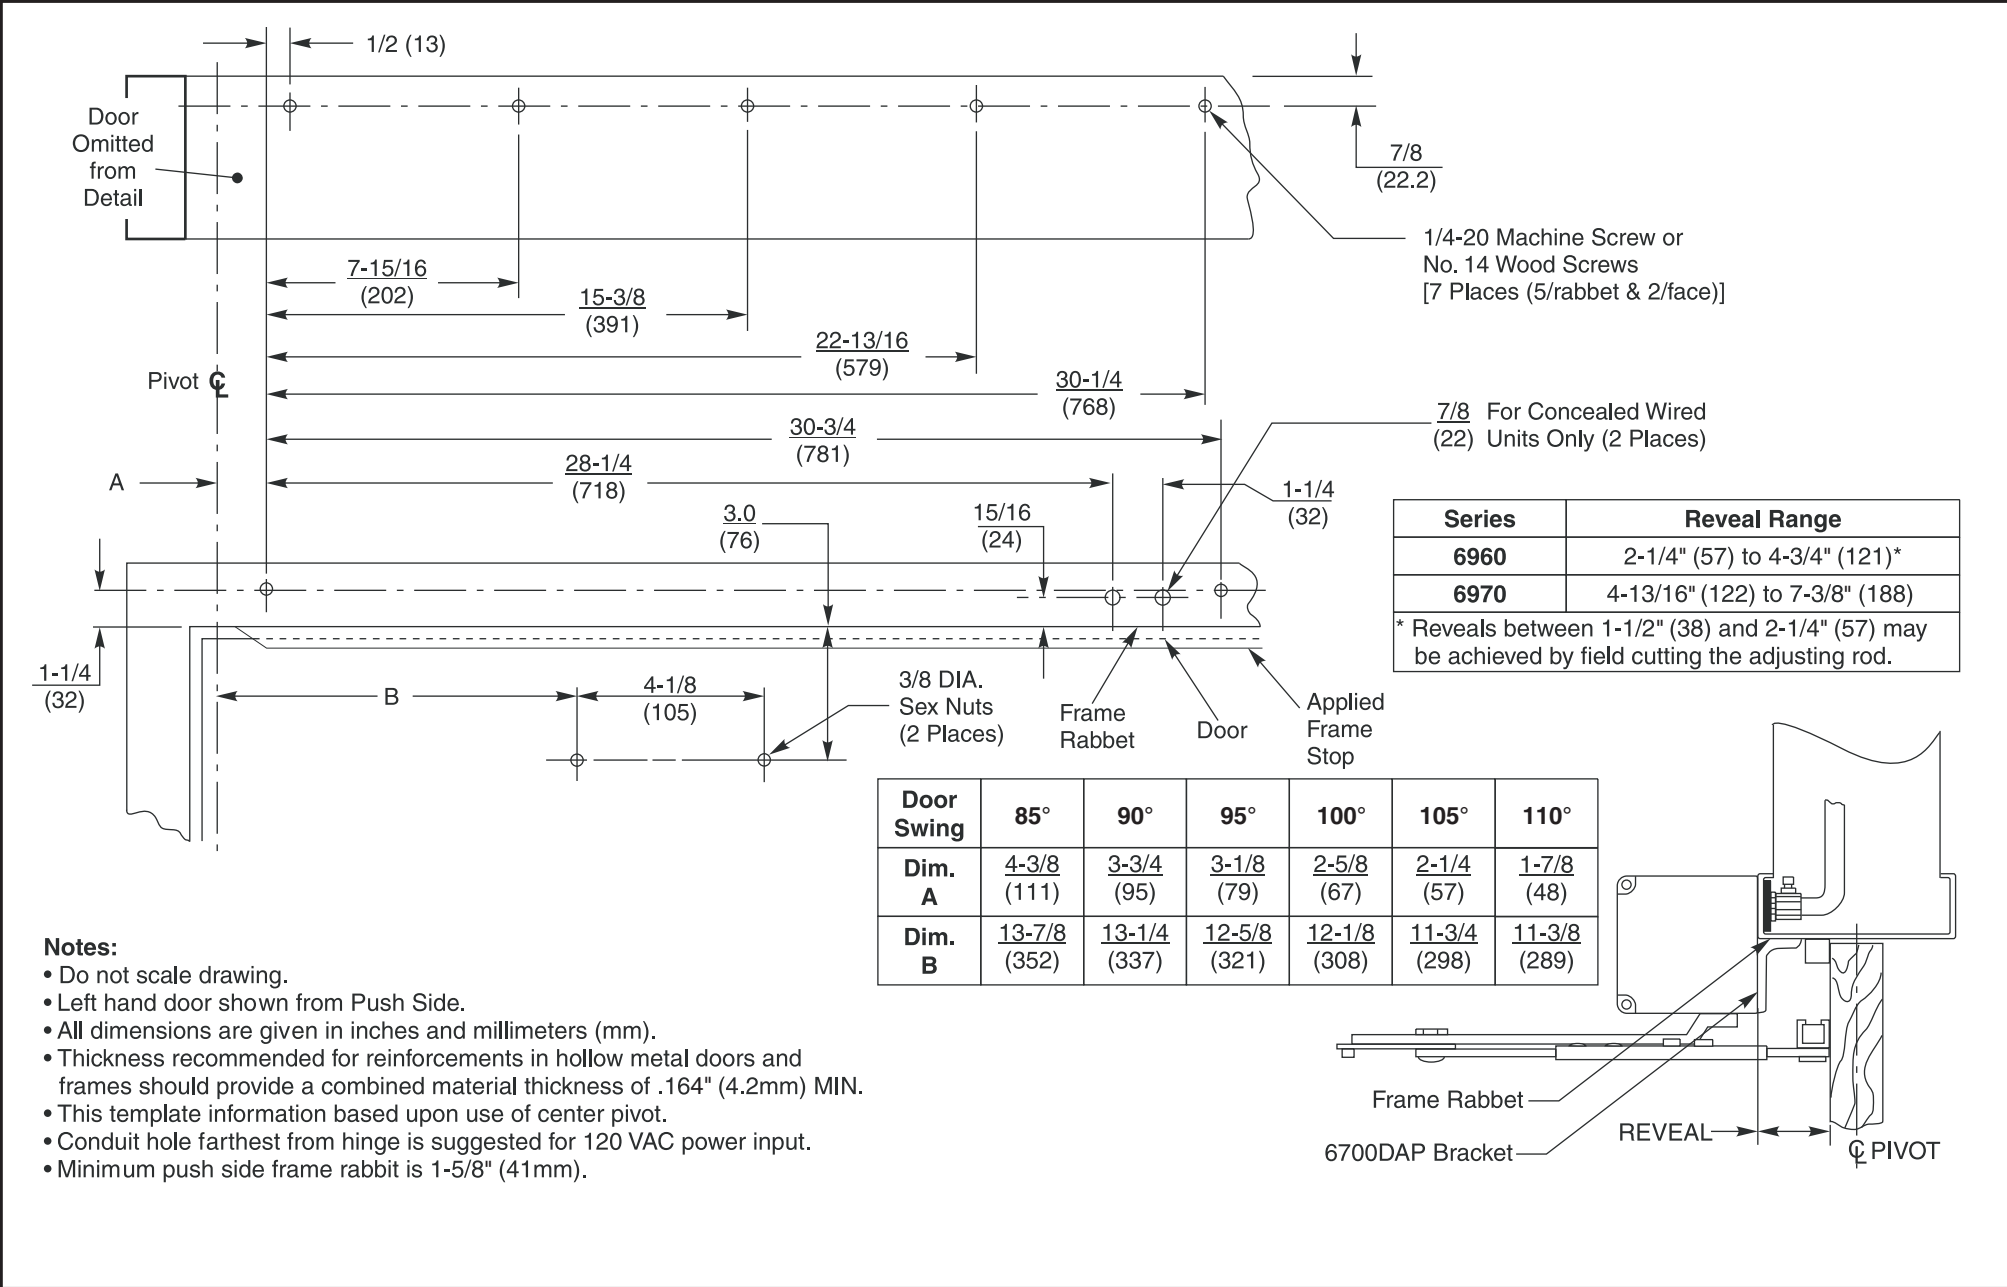 1/2 (13)
Door
Omitted
from
Detail
7/8
(22.2)
1/4-20 Machine Screw or
No. 14 Wood Screws
[7 Places (5/rabbet & 2/face)]
7-15/16
(202)
15-3/8
(391)
22-13/16
(579)
Pivot ℄
30-1/4
(768)
30-3/4
(781)
7/8 For Concealed Wired
(22) Units Only (2 Places)
A
28-1/4
(718)
1-1/4
(32)
3.0
(76)
15/16
(24)
Series Reveal Range
6960 2-1/4" (57) to 4-3/4" (121)*
6970 4-13/16" (122) to 7-3/8" (188)
* Reveals between 1-1/2" (38) and 2-1/4" (57) may
be achieved by field cutting the adjusting rod.
1-1/4
(32)
B
4-1/8
(105)
3/8 DIA.
Sex Nuts
(2 Places)
Frame
Rabbet
Door
Applied
Frame
Stop
Door
Swing
85° 90° 95° 100° 105° 110°
Dim.
A
4-3/8 3-3/4 3-1/8 2-5/8 2-1/4 1-7/8
(111) (95) (79) (67) (57) (48)
Dim.
B
13-7/8 13-1/4 12-5/8 12-1/8 11-3/4 11-3/8
(352) (337) (321) (308) (298) (289)
Notes:
• Do not scale drawing.
• Left hand door shown from Push Side.
• All dimensions are given in inches and millimeters (mm).
• Thickness recommended for reinforcements in hollow metal doors and
frames should provide a combined material thickness of .164" (4.2mm) MIN.
• This template information based upon use of center pivot.
• Conduit hole farthest from hinge is suggested for 120 VAC power input.
• Minimum push side frame rabbit is 1-5/8" (41mm).
Frame Rabbet
6700DAP Bracket
REVEAL
℄ PIVOT